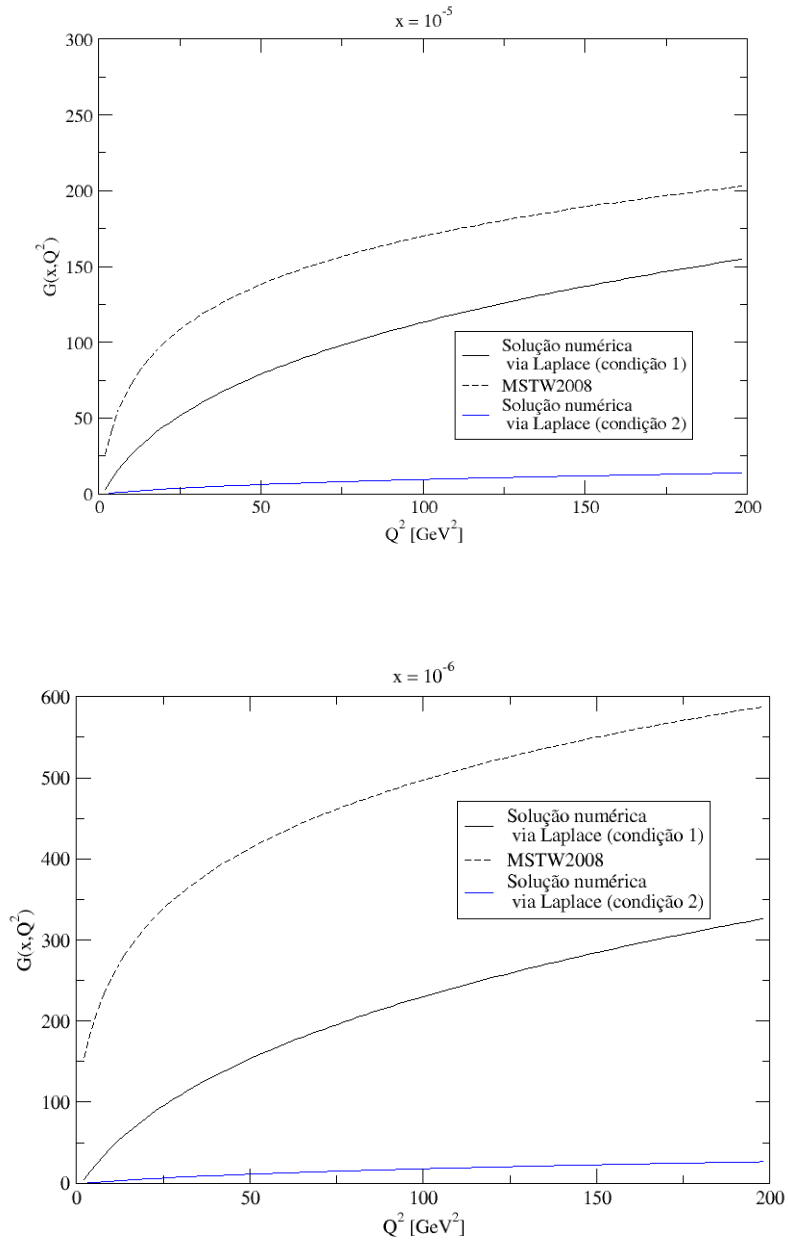 x = 10^-5
300
250
200
150
100
50
0
G(x,Q^2)
Solução numérica
via Laplace (condição 1)
MSTW2008
Solução numérica
via Laplace (condição 2)
0 50 100 150 200
Q^2 [GeV^2]
x = 10^-6
600
500
400
300
200
100
0
G(x,Q^2)
Solução numérica
via Laplace (condição 1)
MSTW2008
Solução numérica
via Laplace (condição 2)
0 50 100 150 200
Q^2 [GeV^2]